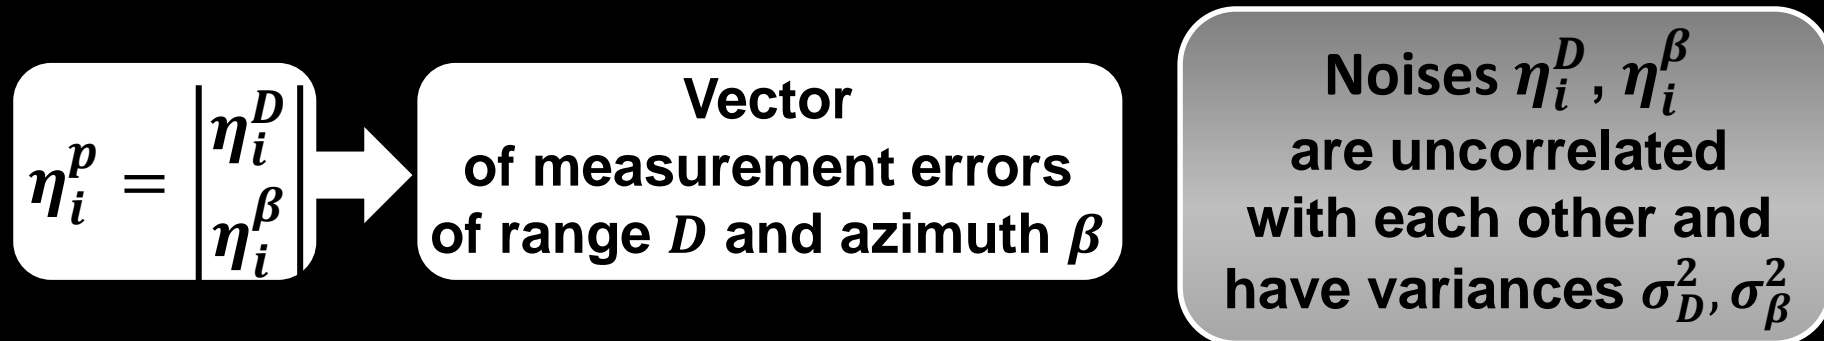 η_i^p = |η_i^D η_i^β|
Vector
of measurement errors
of range D and azimuth β
Noises η_i^D, η_i^β
are uncorrelated
with each other and
have variances σ_D^2, σ_β^2